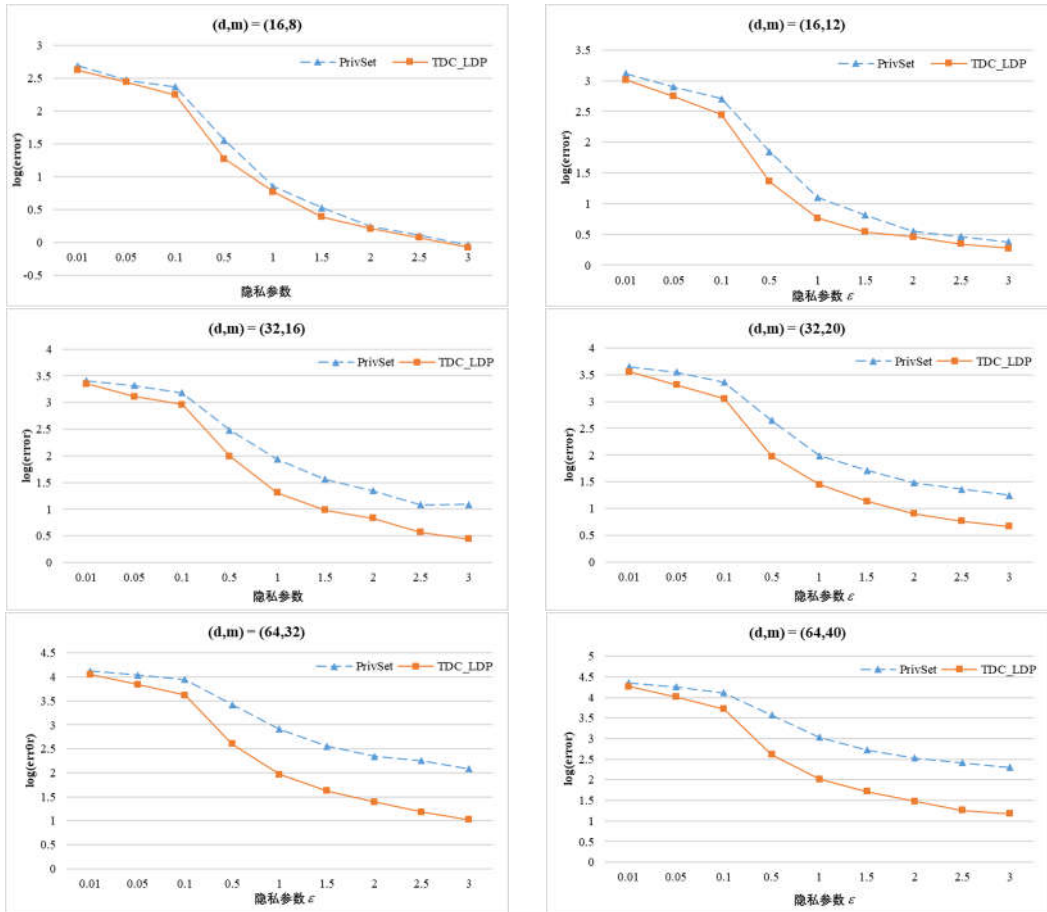 (d,m) = (16,8)
PrivSet
TDC_LDP
log(error)
3
2.5
2
1.5
1
0.5
0
-0.5
0.01 0.05 0.1 0.5 1 1.5 2 2.5 3
隐私参数
(d,m) = (16,12)
PrivSet
TDC_LDP
log(error)
3.5
3
2.5
2
1.5
1
0.5
0
0.01 0.05 0.1 0.5 1 1.5 2 2.5 3
隐私参数 ε
(d,m) = (32,16)
PrivSet
TDC_LDP
log(error)
4
3.5
3
2.5
2
1.5
1
0.5
0
0.01 0.05 0.1 0.5 1 1.5 2 2.5 3
隐私参数
(d,m) = (32,20)
PrivSet
TDC_LDP
log(error)
4
3.5
3
2.5
2
1.5
1
0.5
0
0.01 0.05 0.1 0.5 1 1.5 2 2.5 3
隐私参数 ε
(d,m) = (64,32)
PrivSet
TDC_LDP
log(err0r)
4.5
4
3.5
3
2.5
2
1.5
1
0.5
0
0.01 0.05 0.1 0.5 1 1.5 2 2.5 3
隐私参数 ε
(d,m) = (64,40)
PrivSet
TDC_LDP
log(error)
5
4.5
4
3.5
3
2.5
2
1.5
1
0.5
0
0.01 0.05 0.1 0.5 1 1.5 2 2.5 3
隐私参数 ε